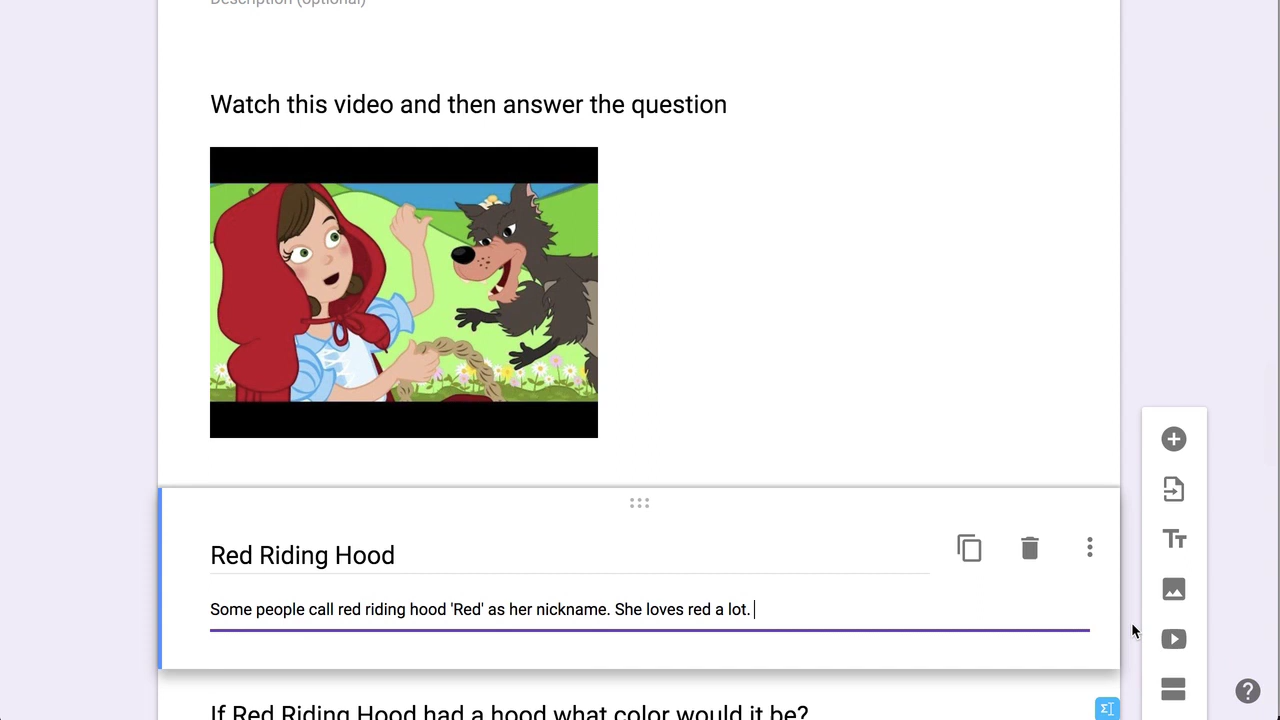 Description (optional)
Watch this video and then answer the question
Red Riding Hood
Some people call red riding hood 'Red' as her nickname. She loves red a lot.
If Red Riding Hood had a hood what color would it be?